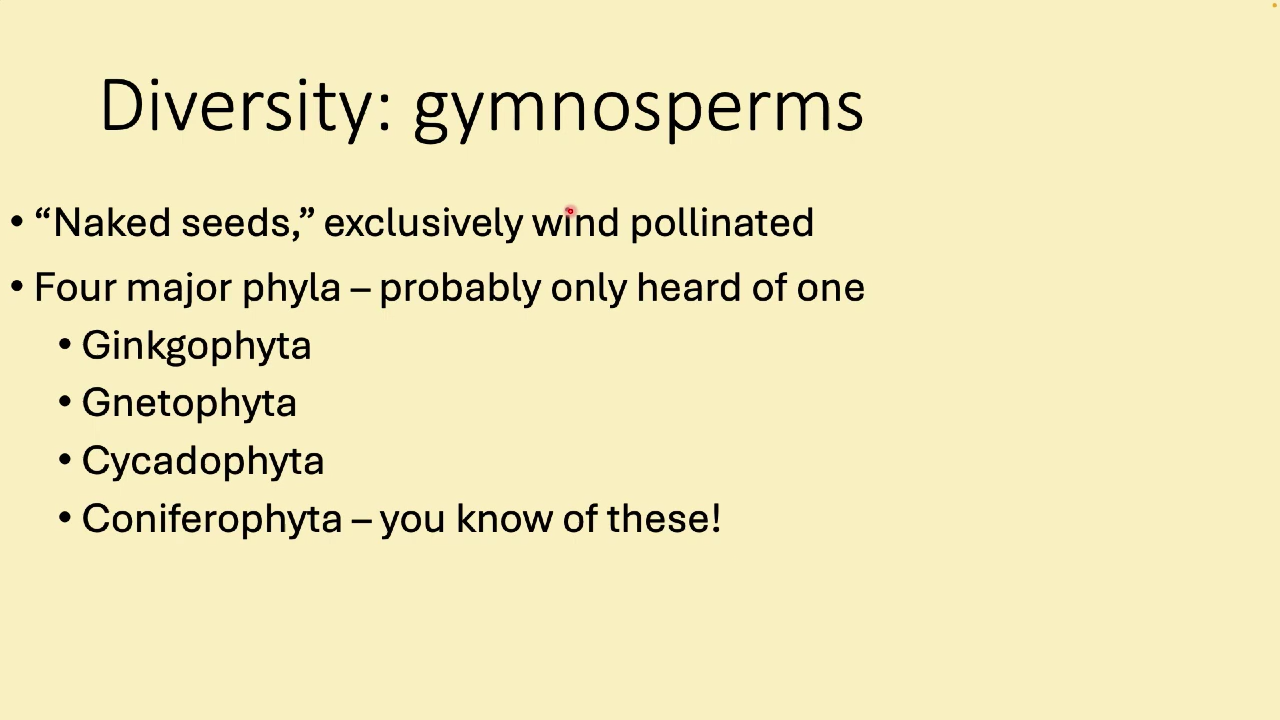 Diversity: gymnosperms
• “Naked seeds,” exclusively wind pollinated
• Four major phyla – probably only heard of one
• Ginkgophyta
• Gnetophyta
• Cycadophyta
• Coniferophyta – you know of these!